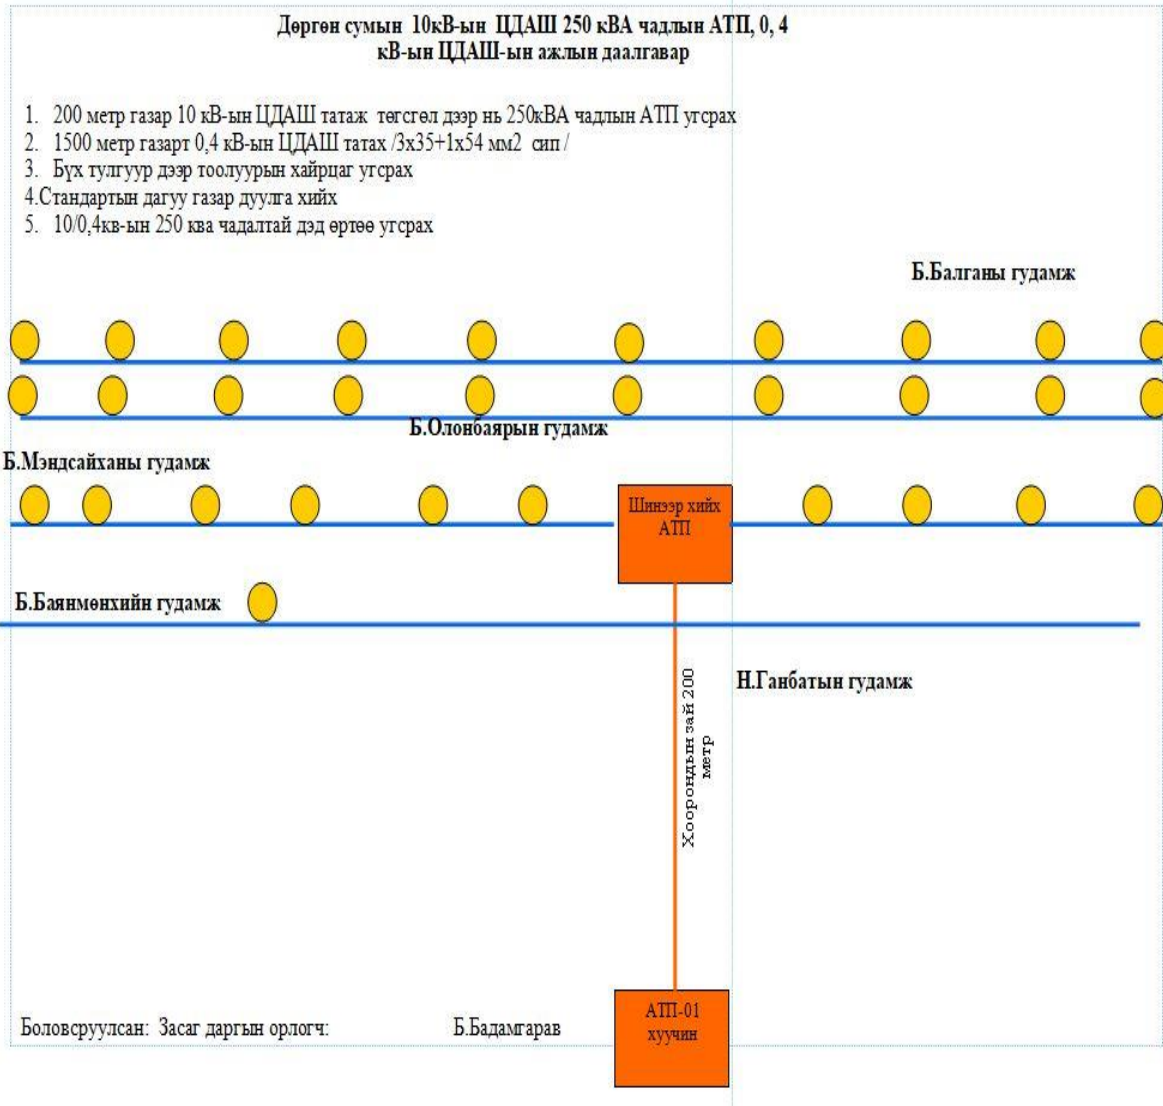 Дөргөн сумын 10кВ-ын ЦДАШ 250 кВА чадлын АТП, 0, 4
кВ-ын ЦДАШ-ын ажлын даалгавар
1. 200 метр газар 10 кВ-ын ЦДАШ татаж төгсгөл дээр нь 250кВА чадлын АТП угсрах
2. 1500 метр газарт 0,4 кВ-ын ЦДАШ татах /3х35+1х54 мм2 сип /
3. Бүх тулгуур дээр тоолуурын хайрцаг угсрах
4.Стандартын дагуу газар дуулга хийх
5. 10/0,4кв-ын 250 ква чадалтай дэд өртөө угсрах
Б.Балганы гудамж
Б.Олонбаярын гудамж
Б.Мэндсайханы гудамж
Шинээр хийх
АТП
Б.Баянмөнхийн гудамж
Н.Ганбатын гудамж
Хоорондын зай 200
метр
АТП-01
хуучин
Боловсруулсан: Засаг даргын орлогч: Б.Бадамгарав